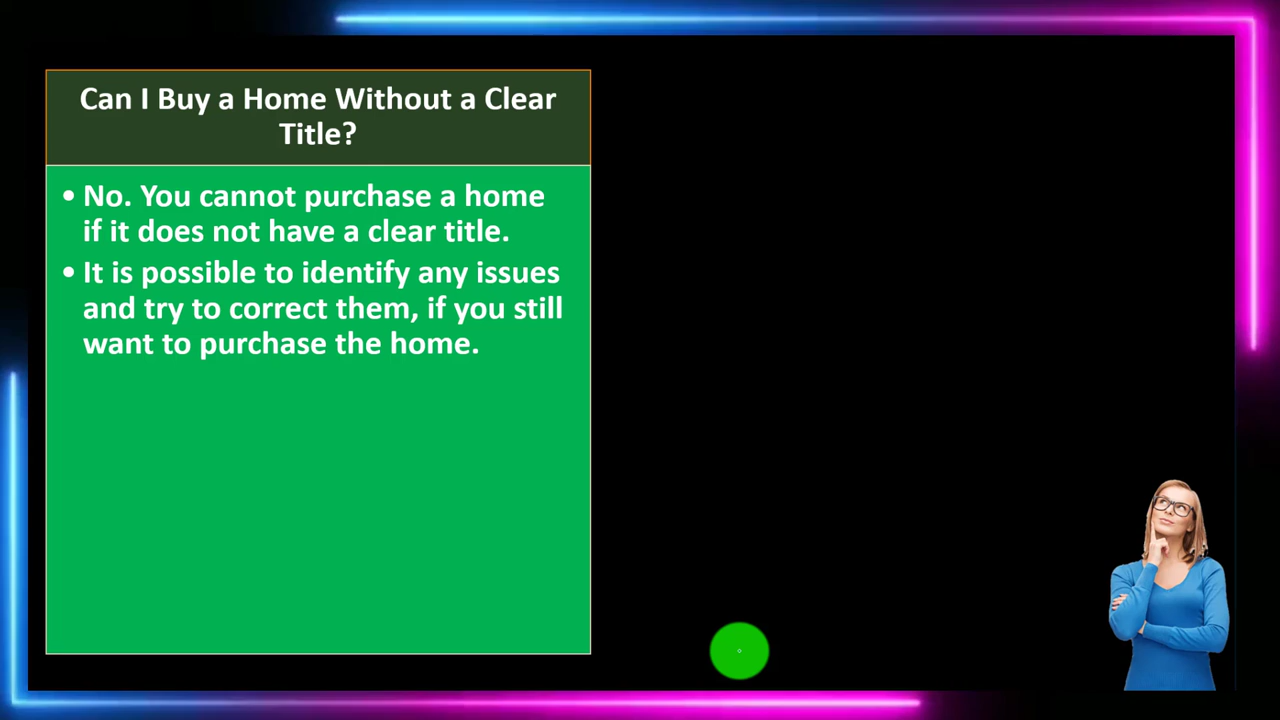 Can I Buy a Home Without a Clear
Title?
• No. You cannot purchase a home
if it does not have a clear title.
• It is possible to identify any issues
and try to correct them, if you still
want to purchase the home.